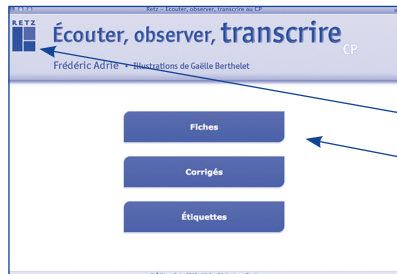 Retz – Ecouter, observer, transcrire au CP
RETZ
Écouter, observer, transcrire
CP
Frédéric Adrie • Illustrations de Gaëlle Berthelet
Fiches
Corrigés
Étiquettes